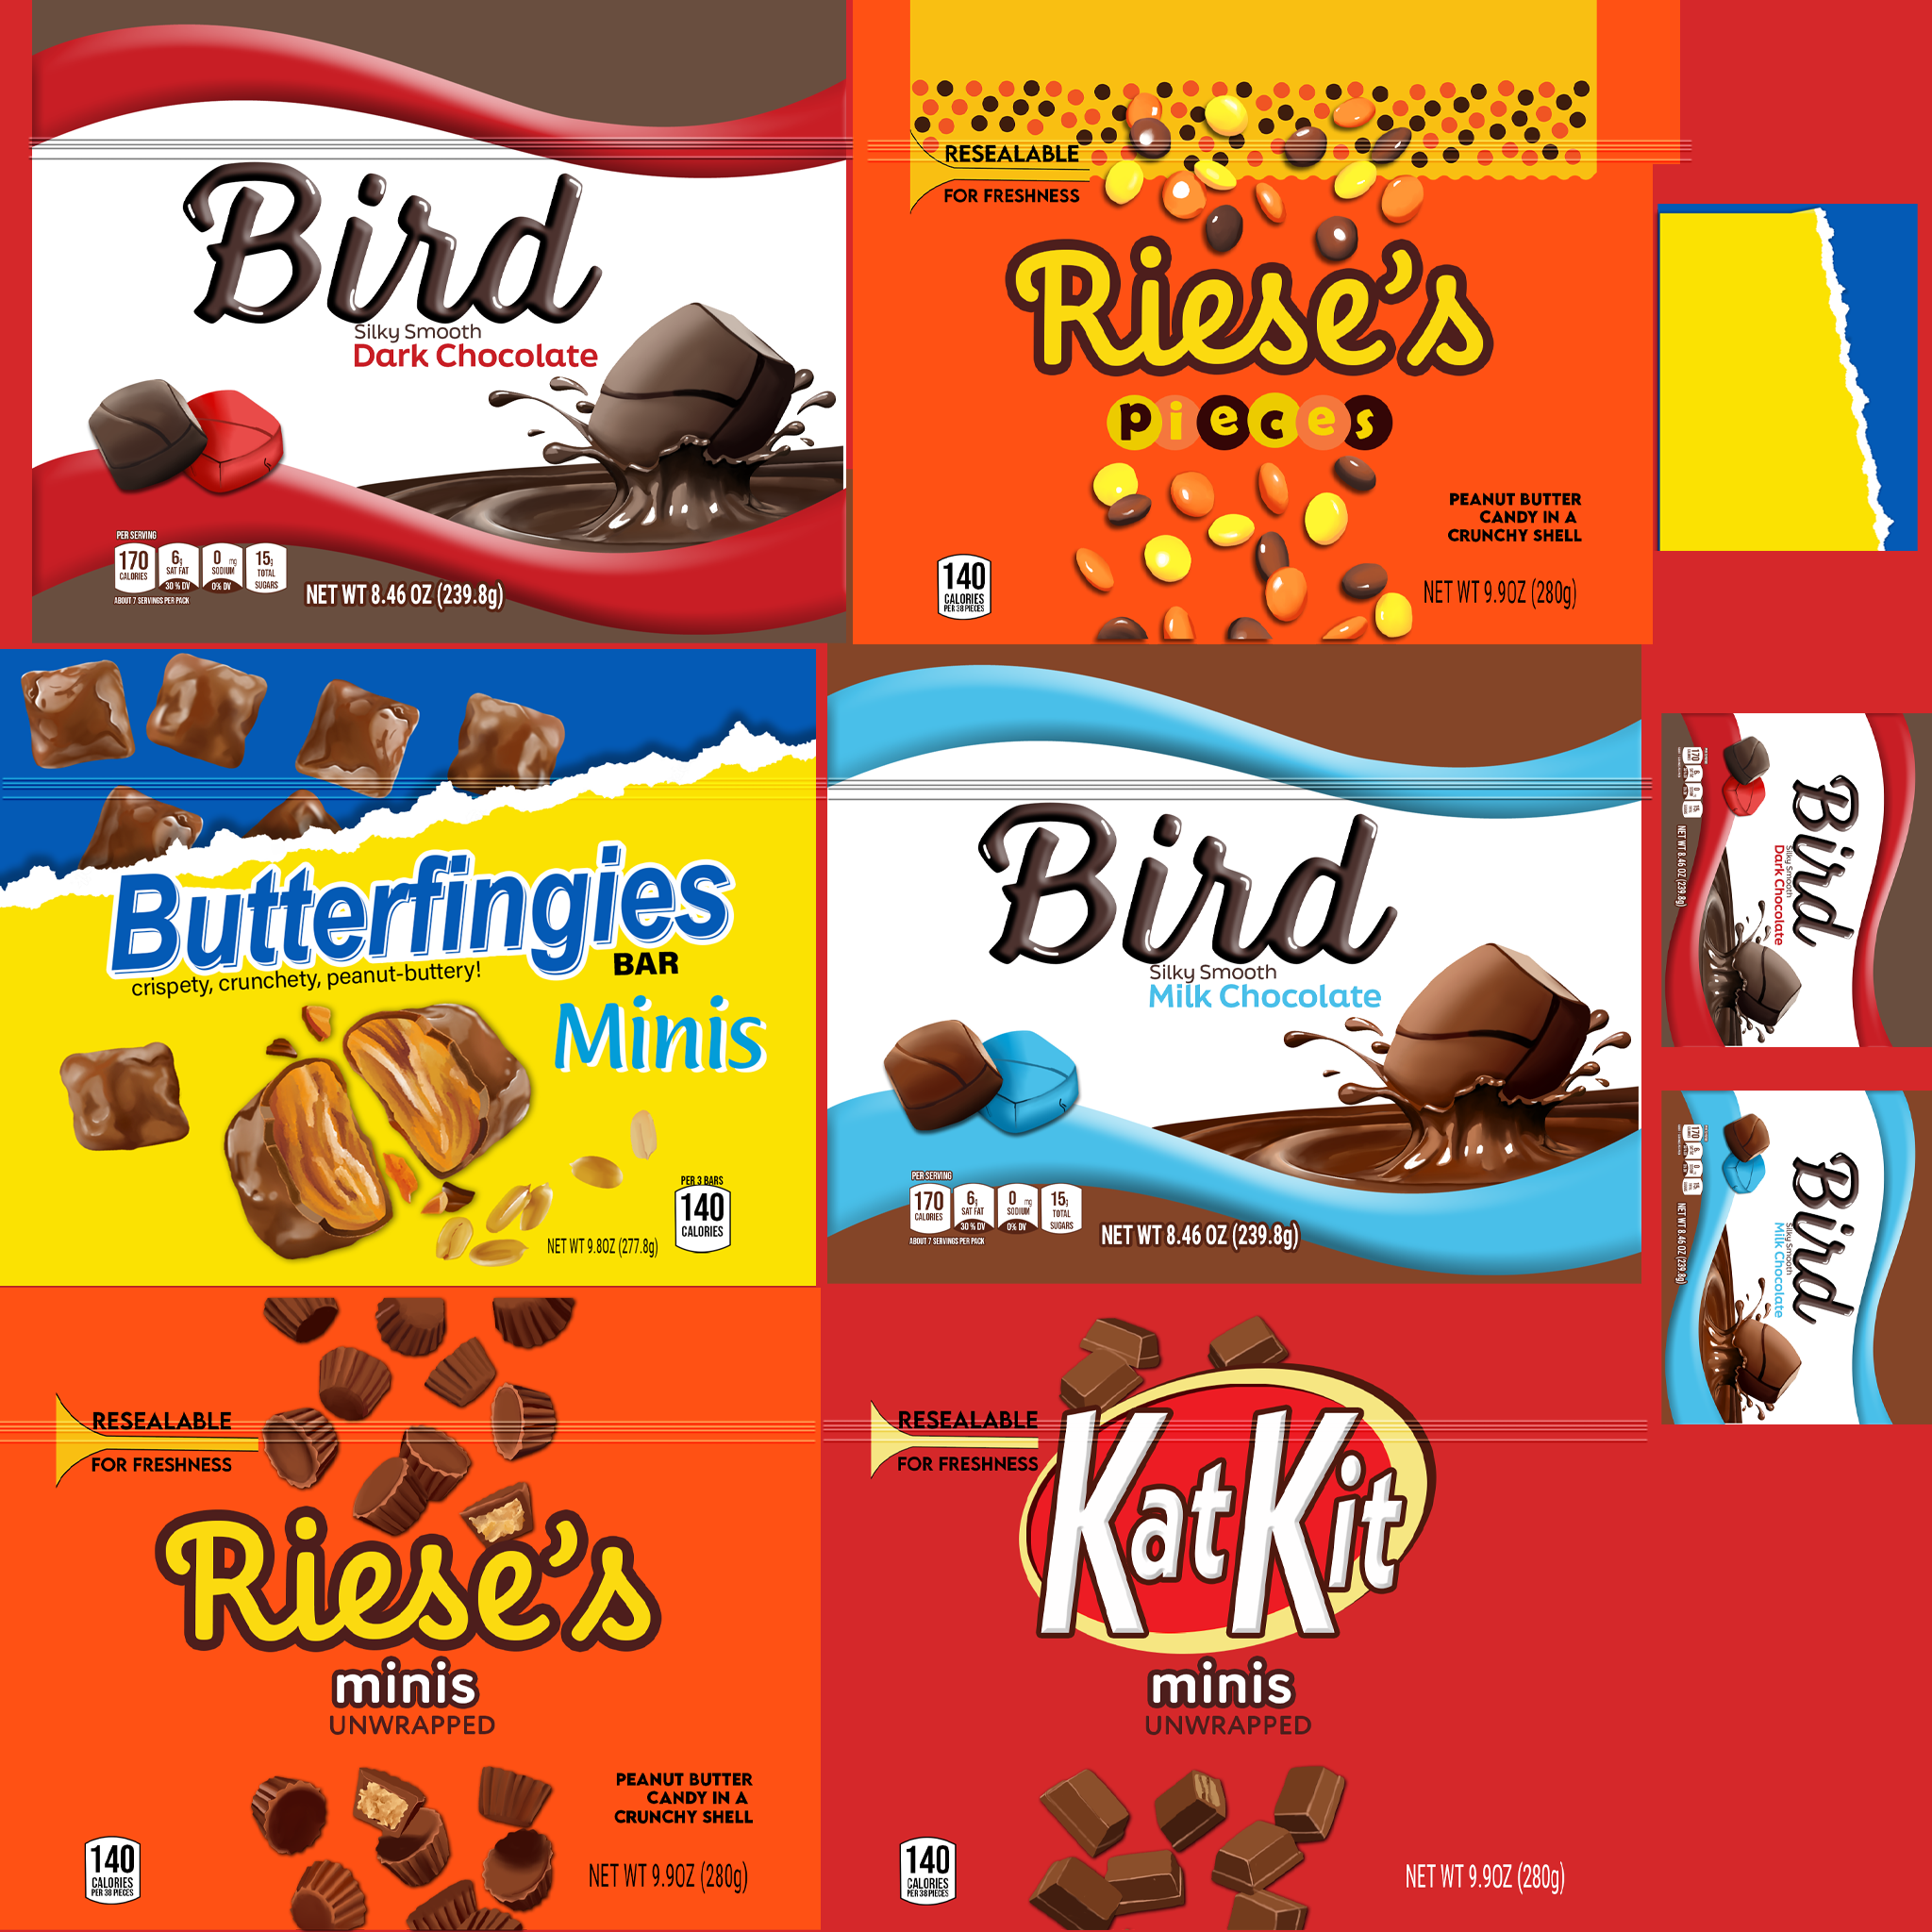 Bird
Silky Smooth
Dark Chocolate
PER SERVING
170 CALORIES
6g SAT FAT 30 % DV
0 mg SODIUM 0% DV
15g TOTAL SUGARS
ABOUT 7 SERVINGS PER PACK
NET WT 8.46 OZ (239.8g)
RESEALABLE
FOR FRESHNESS
Riese's
pieces
PEANUT BUTTER
CANDY IN A
CRUNCHY SHELL
140
CALORIES
PER 38 PIECES
NET WT 9.9OZ (280g)
Butterfingies
BAR
crispety, crunchety, peanut-buttery!
Minis
PER 3 BARS
140
CALORIES
NET WT 9.8OZ (277.8g)
Bird
Silky Smooth
Milk Chocolate
PER SERVING
170 CALORIES
6g SAT FAT 30 % DV
0 mg SODIUM 0% DV
15g TOTAL SUGARS
ABOUT 7 SERVINGS PER PACK
NET WT 8.46 OZ (239.8g)
Bird
Silky Smooth
Dark Chocolate
NET WT 8.46 OZ (239.8g)
Bird
Silky Smooth
Milk Chocolate
NET WT 8.46 OZ (239.8g)
RESEALABLE
FOR FRESHNESS
Riese's
minis
UNWRAPPED
PEANUT BUTTER
CANDY IN A
CRUNCHY SHELL
140
CALORIES
PER 38 PIECES
NET WT 9.9OZ (280g)
RESEALABLE
FOR FRESHNESS
KatKit
minis
UNWRAPPED
140
CALORIES
PER 38 PIECES
NET WT 9.9OZ (280g)